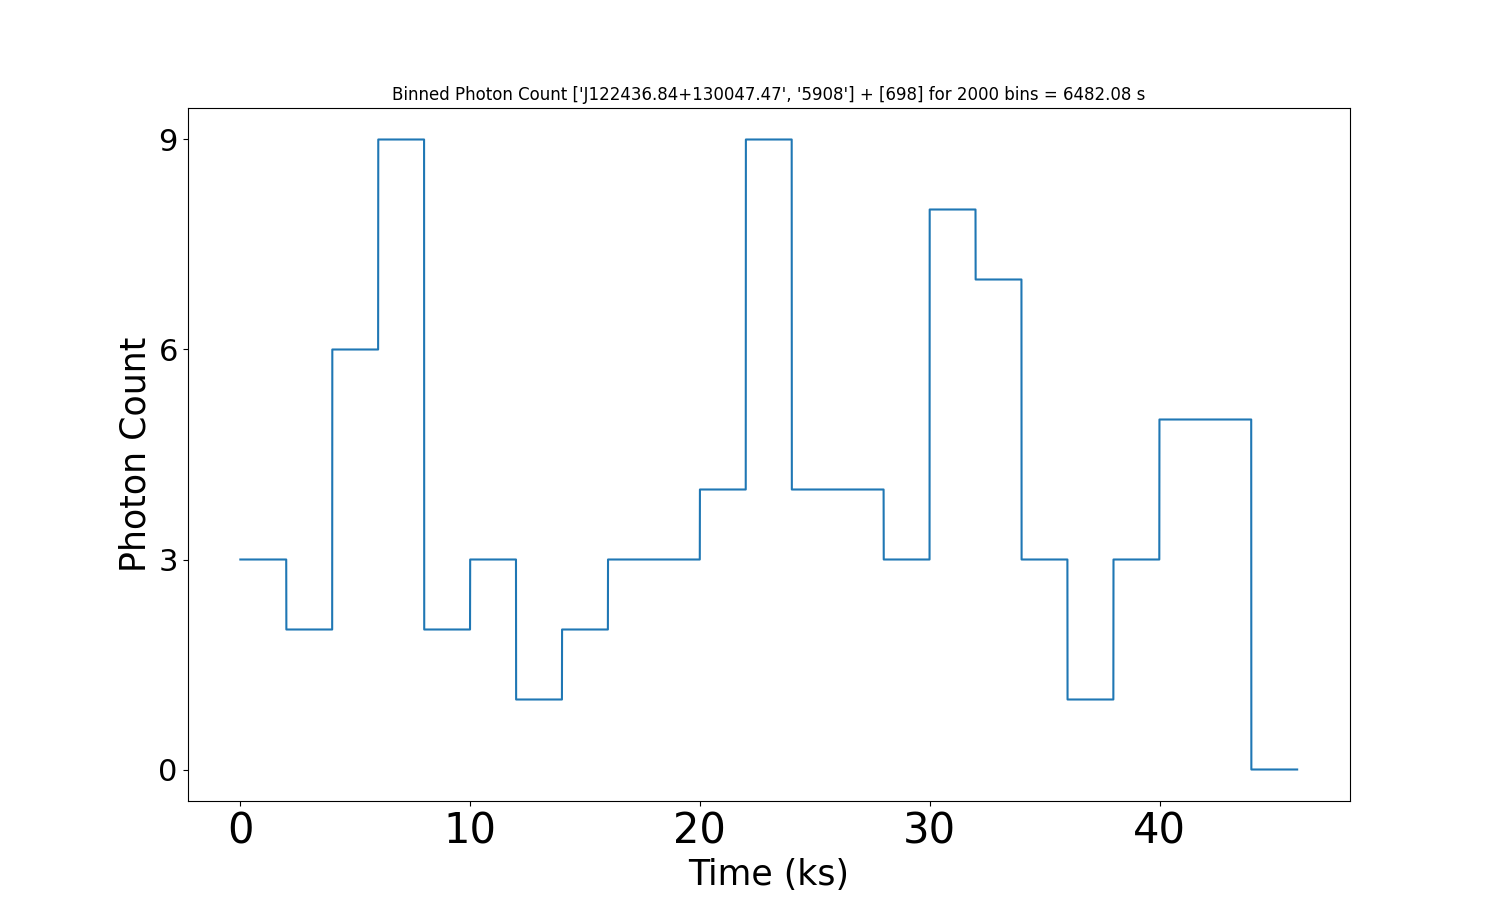 Binned Photon Count ['J122436.84+130047.47', '5908'] + [698] for 2000 bins = 6482.08 s
9
6
3
0
Photon Count
0 10 20 30 40
Time (ks)